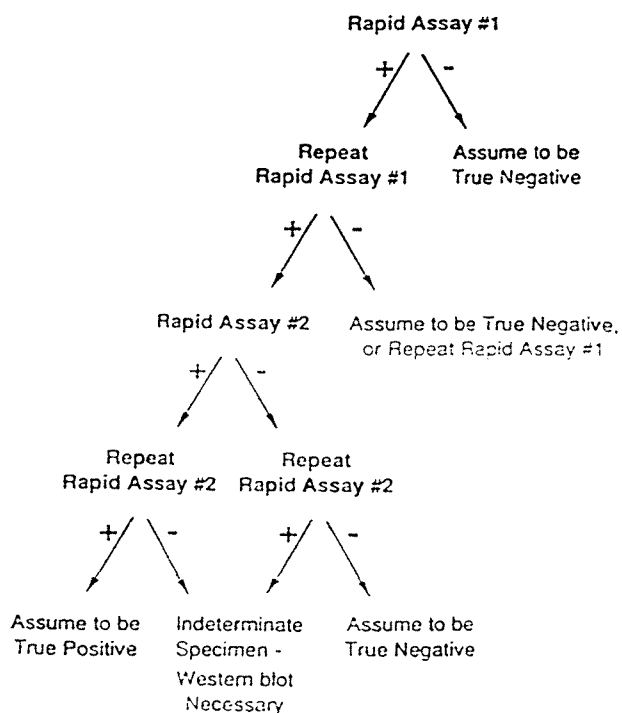 Rapid Assay #1
+ -
Repeat
Rapid Assay #1
Assume to be
True Negative
+ -
Rapid Assay #2
Assume to be True Negative,
or Repeat Rapid Assay #1
+ -
Repeat
Rapid Assay #2
Repeat
Rapid Assay #2
+ - + -
Assume to be
True Positive
Indeterminate
Specimen -
Western blot
Necessary
Assume to be
True Negative